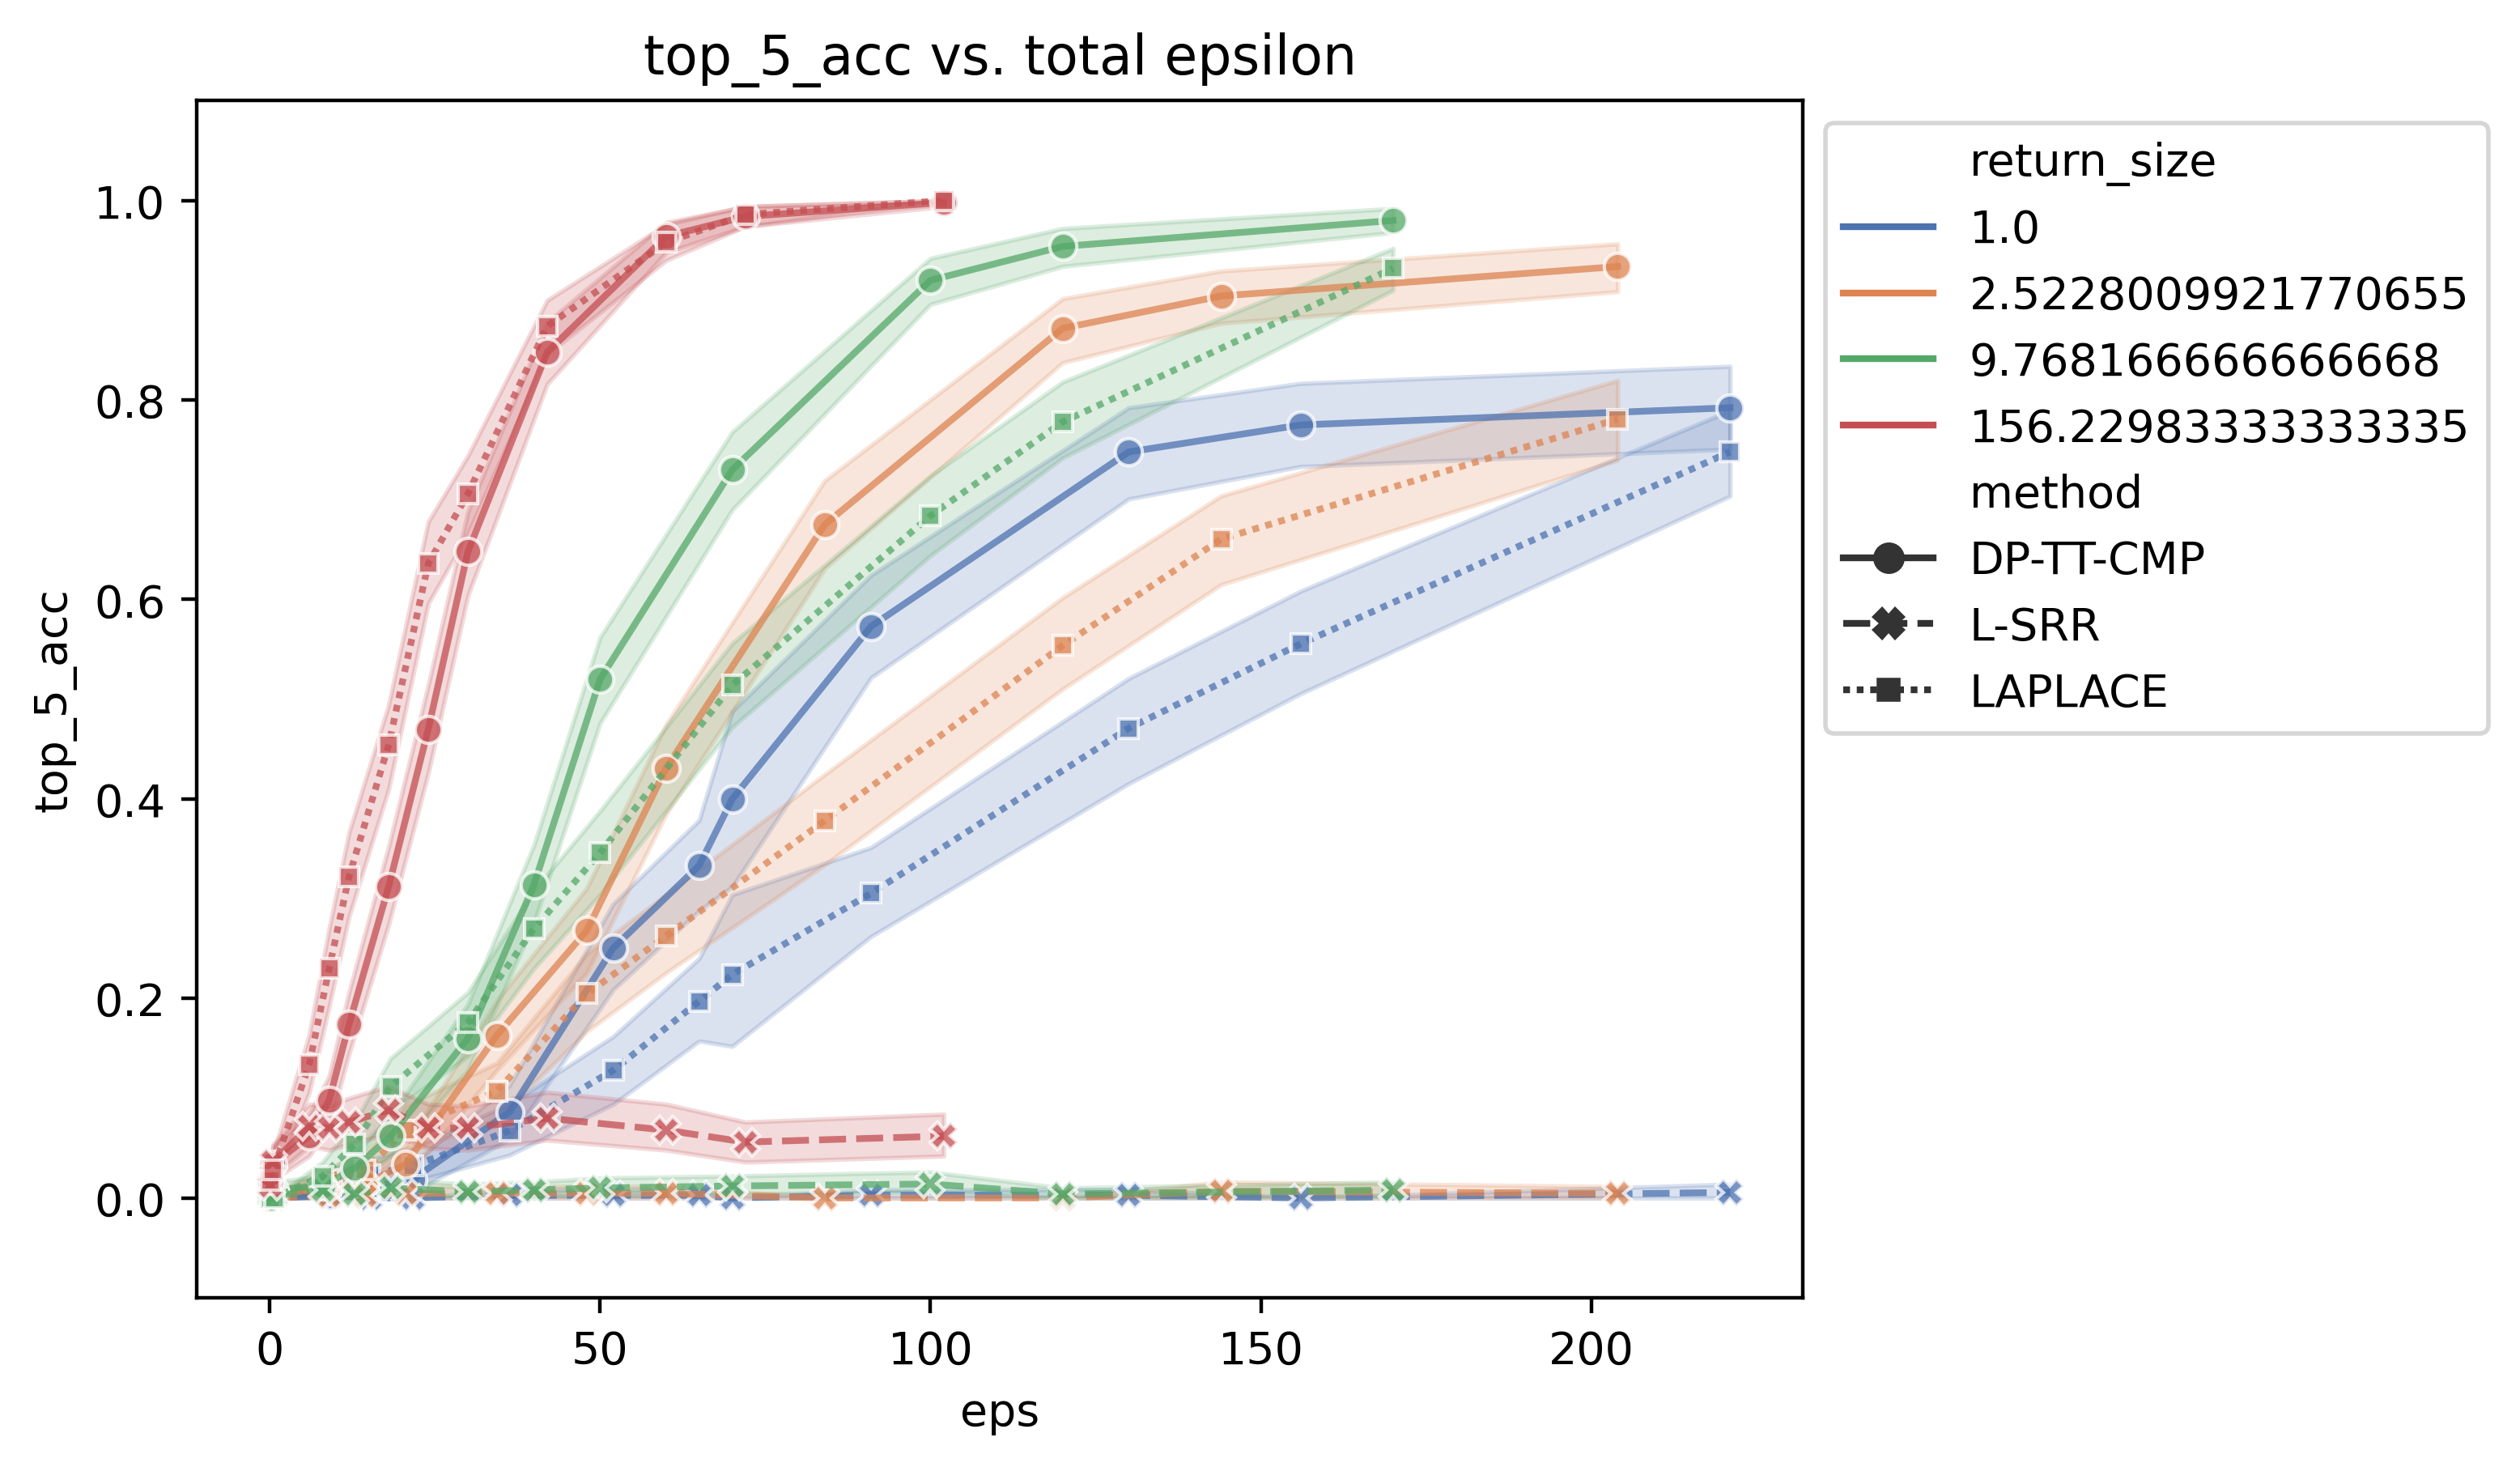 top_5_acc vs. total epsilon
top_5_acc
1.0
0.8
0.6
0.4
0.2
0.0
0 50 100 150 200
eps
return_size
1.0
2.5228009921770655
9.768166666666668
156.22983333333335
method
DP-TT-CMP
L-SRR
LAPLACE